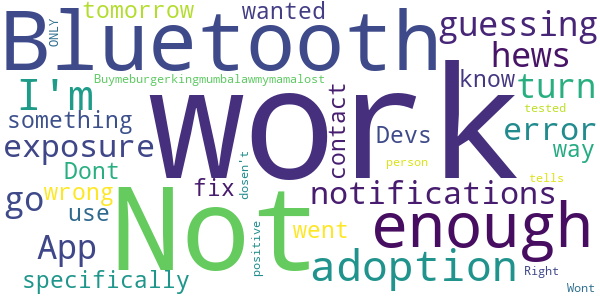 tomorrow wanted
ONLY
Bluetooth guessing
hews
Buymeburgerkingmumbalawmymamalost know
I'm work turn
something contact Devs tested
error
exposure way
Dont dosen't person
wrong fix tells
go use Not notifications enough
went
positive
App adoption
specifically Right
Wont